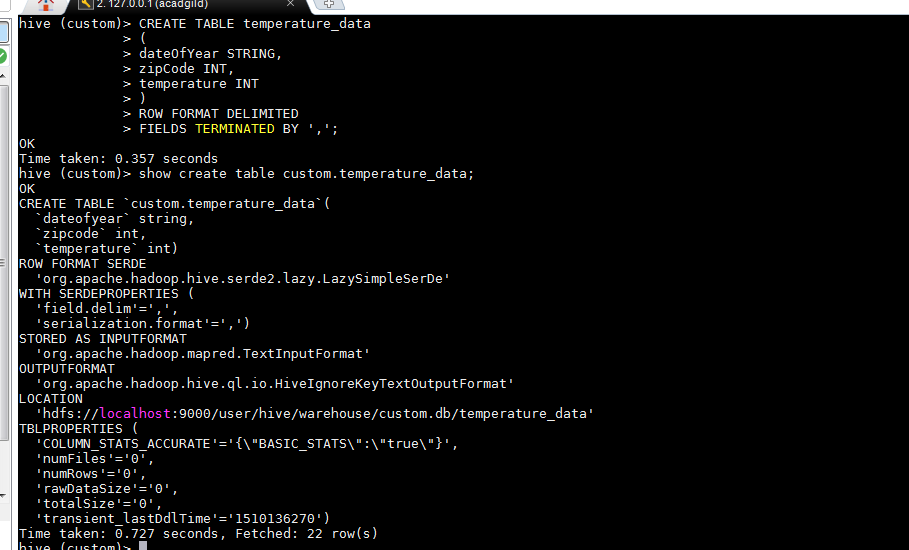 2. 127.0.0.1 (acadgild)
hive (custom)> CREATE TABLE temperature_data
> (
> dateOfYear STRING,
> zipCode INT,
> temperature INT
> )
> ROW FORMAT DELIMITED
> FIELDS TERMINATED BY ',';
OK
Time taken: 0.357 seconds
hive (custom)> show create table custom.temperature_data;
OK
CREATE TABLE `custom.temperature_data`(
`dateofyear` string,
`zipcode` int,
`temperature` int)
ROW FORMAT SERDE
'org.apache.hadoop.hive.serde2.lazy.LazySimpleSerDe'
WITH SERDEPROPERTIES (
'field.delim'=',',
'serialization.format'=',')
STORED AS INPUTFORMAT
'org.apache.hadoop.mapred.TextInputFormat'
OUTPUTFORMAT
'org.apache.hadoop.hive.ql.io.HiveIgnoreKeyTextOutputFormat'
LOCATION
'hdfs://localhost:9000/user/hive/warehouse/custom.db/temperature_data'
TBLPROPERTIES (
'COLUMN_STATS_ACCURATE'='{\"BASIC_STATS\":\"true\"}',
'numFiles'='0',
'numRows'='0',
'rawDataSize'='0',
'totalSize'='0',
'transient_lastDdlTime'='1510136270')
Time taken: 0.727 seconds, Fetched: 22 row(s)
hive (custom)>